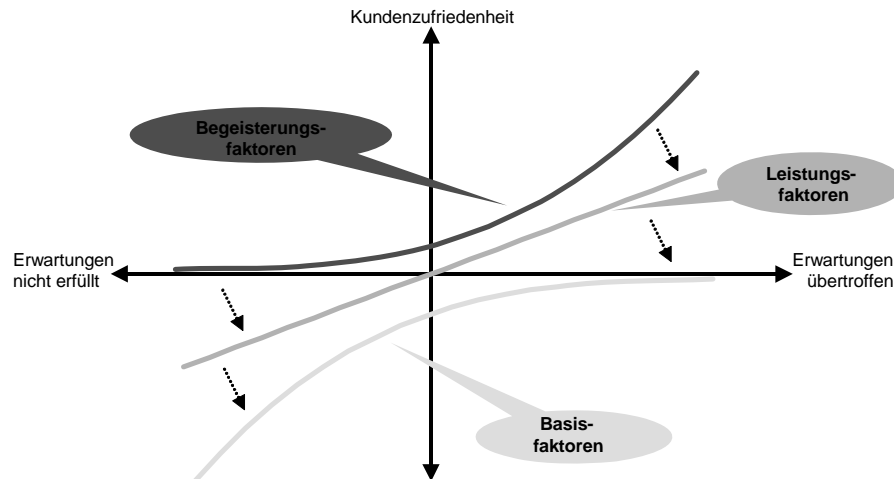 Kundenzufriedenheit
Begeisterungs-
faktoren
Leistungs-
faktoren
Erwartungen
nicht erfüllt
Erwartungen
übertroffen
Basis-
faktoren